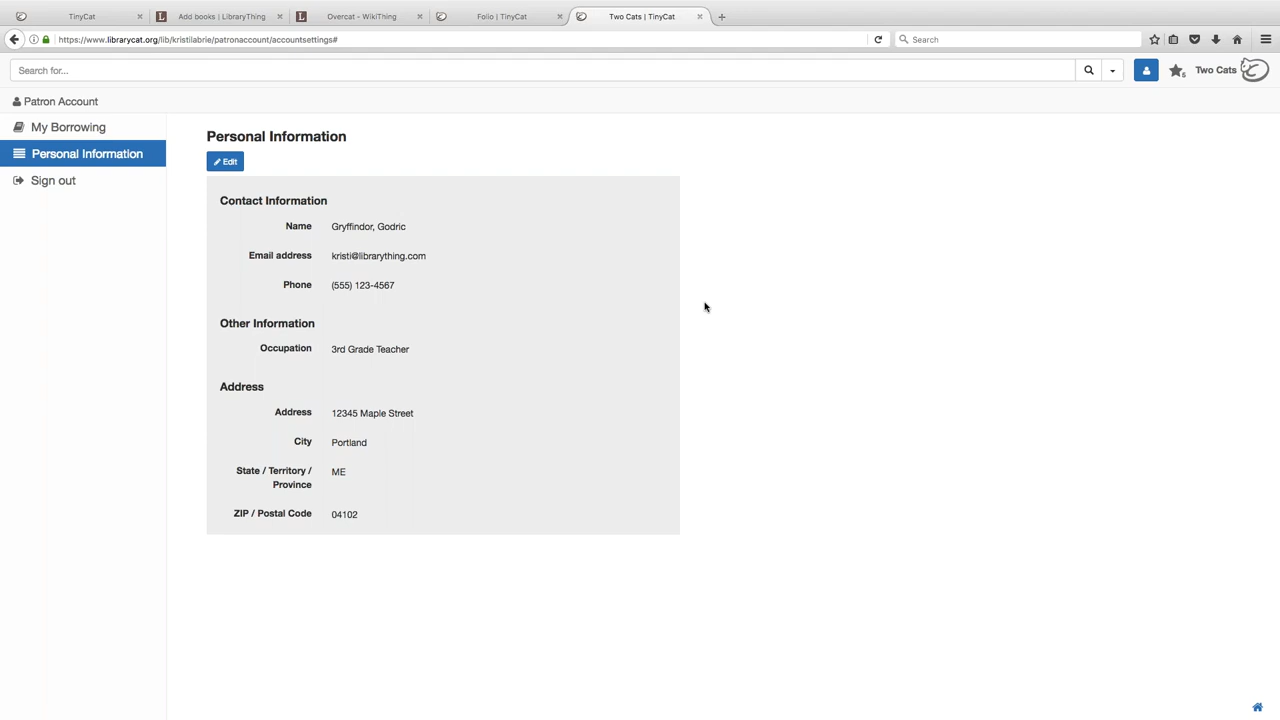 TinyCat
Add books | LibraryThing
Overcat - WikiThing
Folio | TinyCat
Two Cats | TinyCat
https://www.librarycat.org/lib/kristilabrie/patronaccount/accountsettings#
Search
Search for...
5
Two Cats
Patron Account
My Borrowing
Personal Information
Sign out
Personal Information
Edit
Contact Information
Name Gryffindor, Godric
Email address kristi@librarything.com
Phone (555) 123-4567
Other Information
Occupation 3rd Grade Teacher
Address
Address 12345 Maple Street
City Portland
State / Territory / ME
Province
ZIP / Postal Code 04102